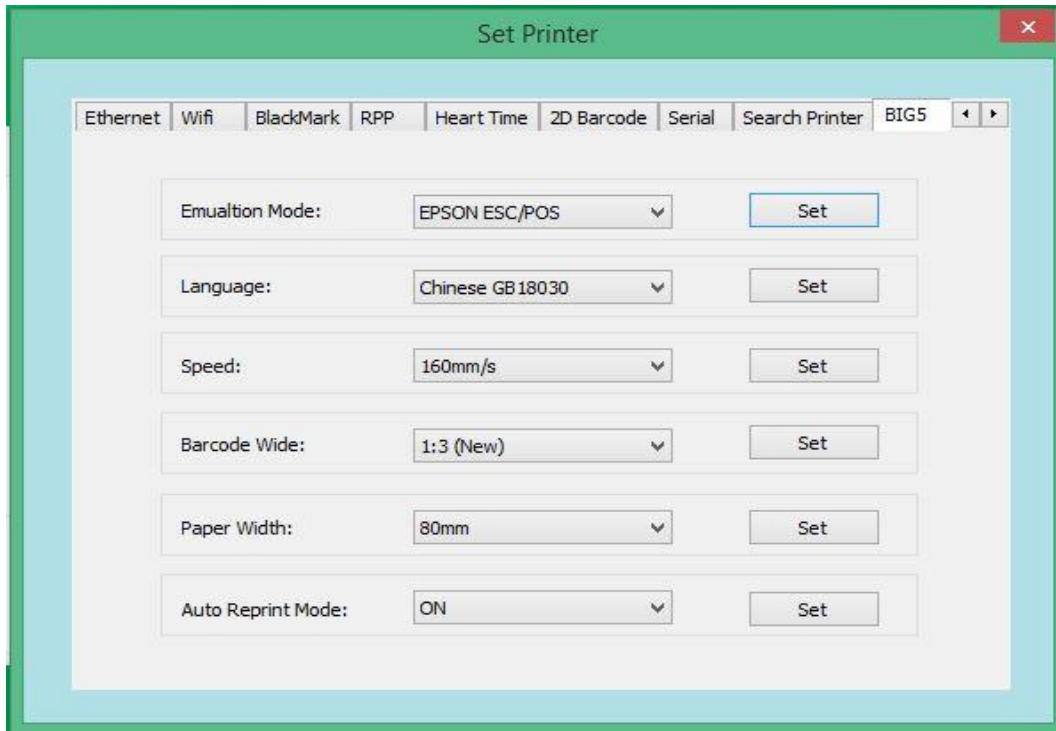 Set Printer
Ethernet Wifi BlackMark RPP Heart Time 2D Barcode Serial Search Printer BIG5
Emualtion Mode: EPSON ESC/POS Set
Language: Chinese GB18030 Set
Speed: 160mm/s Set
Barcode Wide: 1:3 (New) Set
Paper Width: 80mm Set
Auto Reprint Mode: ON Set